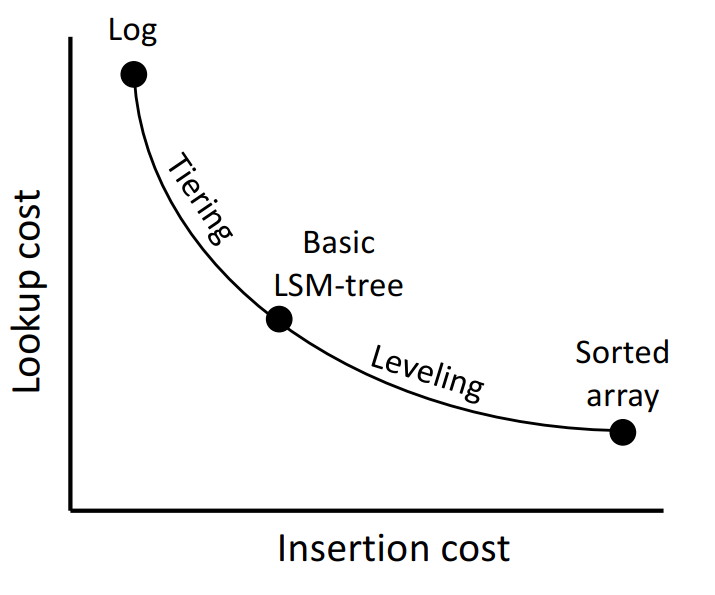 Log
Tiering
Basic
LSM-tree
Leveling
Sorted
array
Lookup cost
Insertion cost